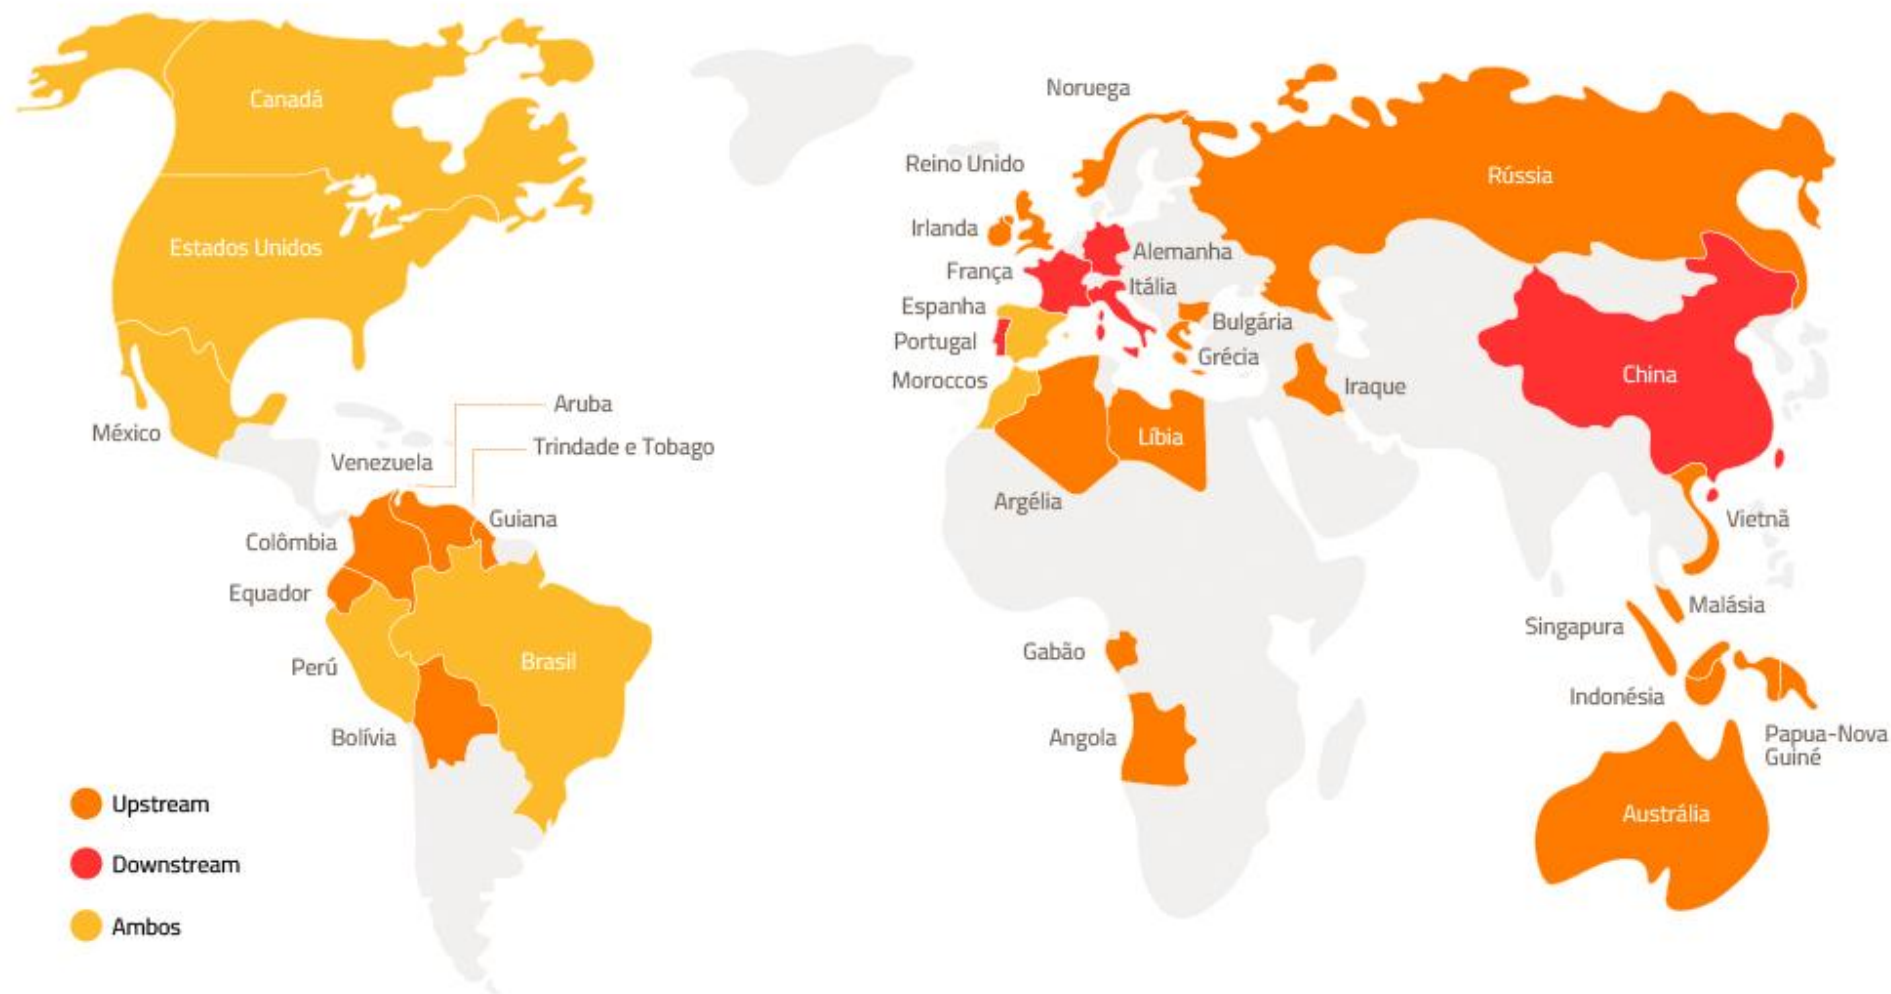 Canadá
Estados Unidos
México
Aruba
Trindade e Tobago
Venezuela
Guiana
Colômbia
Equador
Perú
Brasil
Bolívia
Upstream
Downstream
Ambos
Noruega
Reino Unido
Rússia
Irlanda
Alemanha
França
Itália
Espanha
Bulgária
Portugal
Grécia
Moroccos
Iraque
China
Líbia
Argélia
Vietnã
Malásia
Singapura
Gabão
Indonésia
Angola
Papua-Nova
Guiné
Austrália